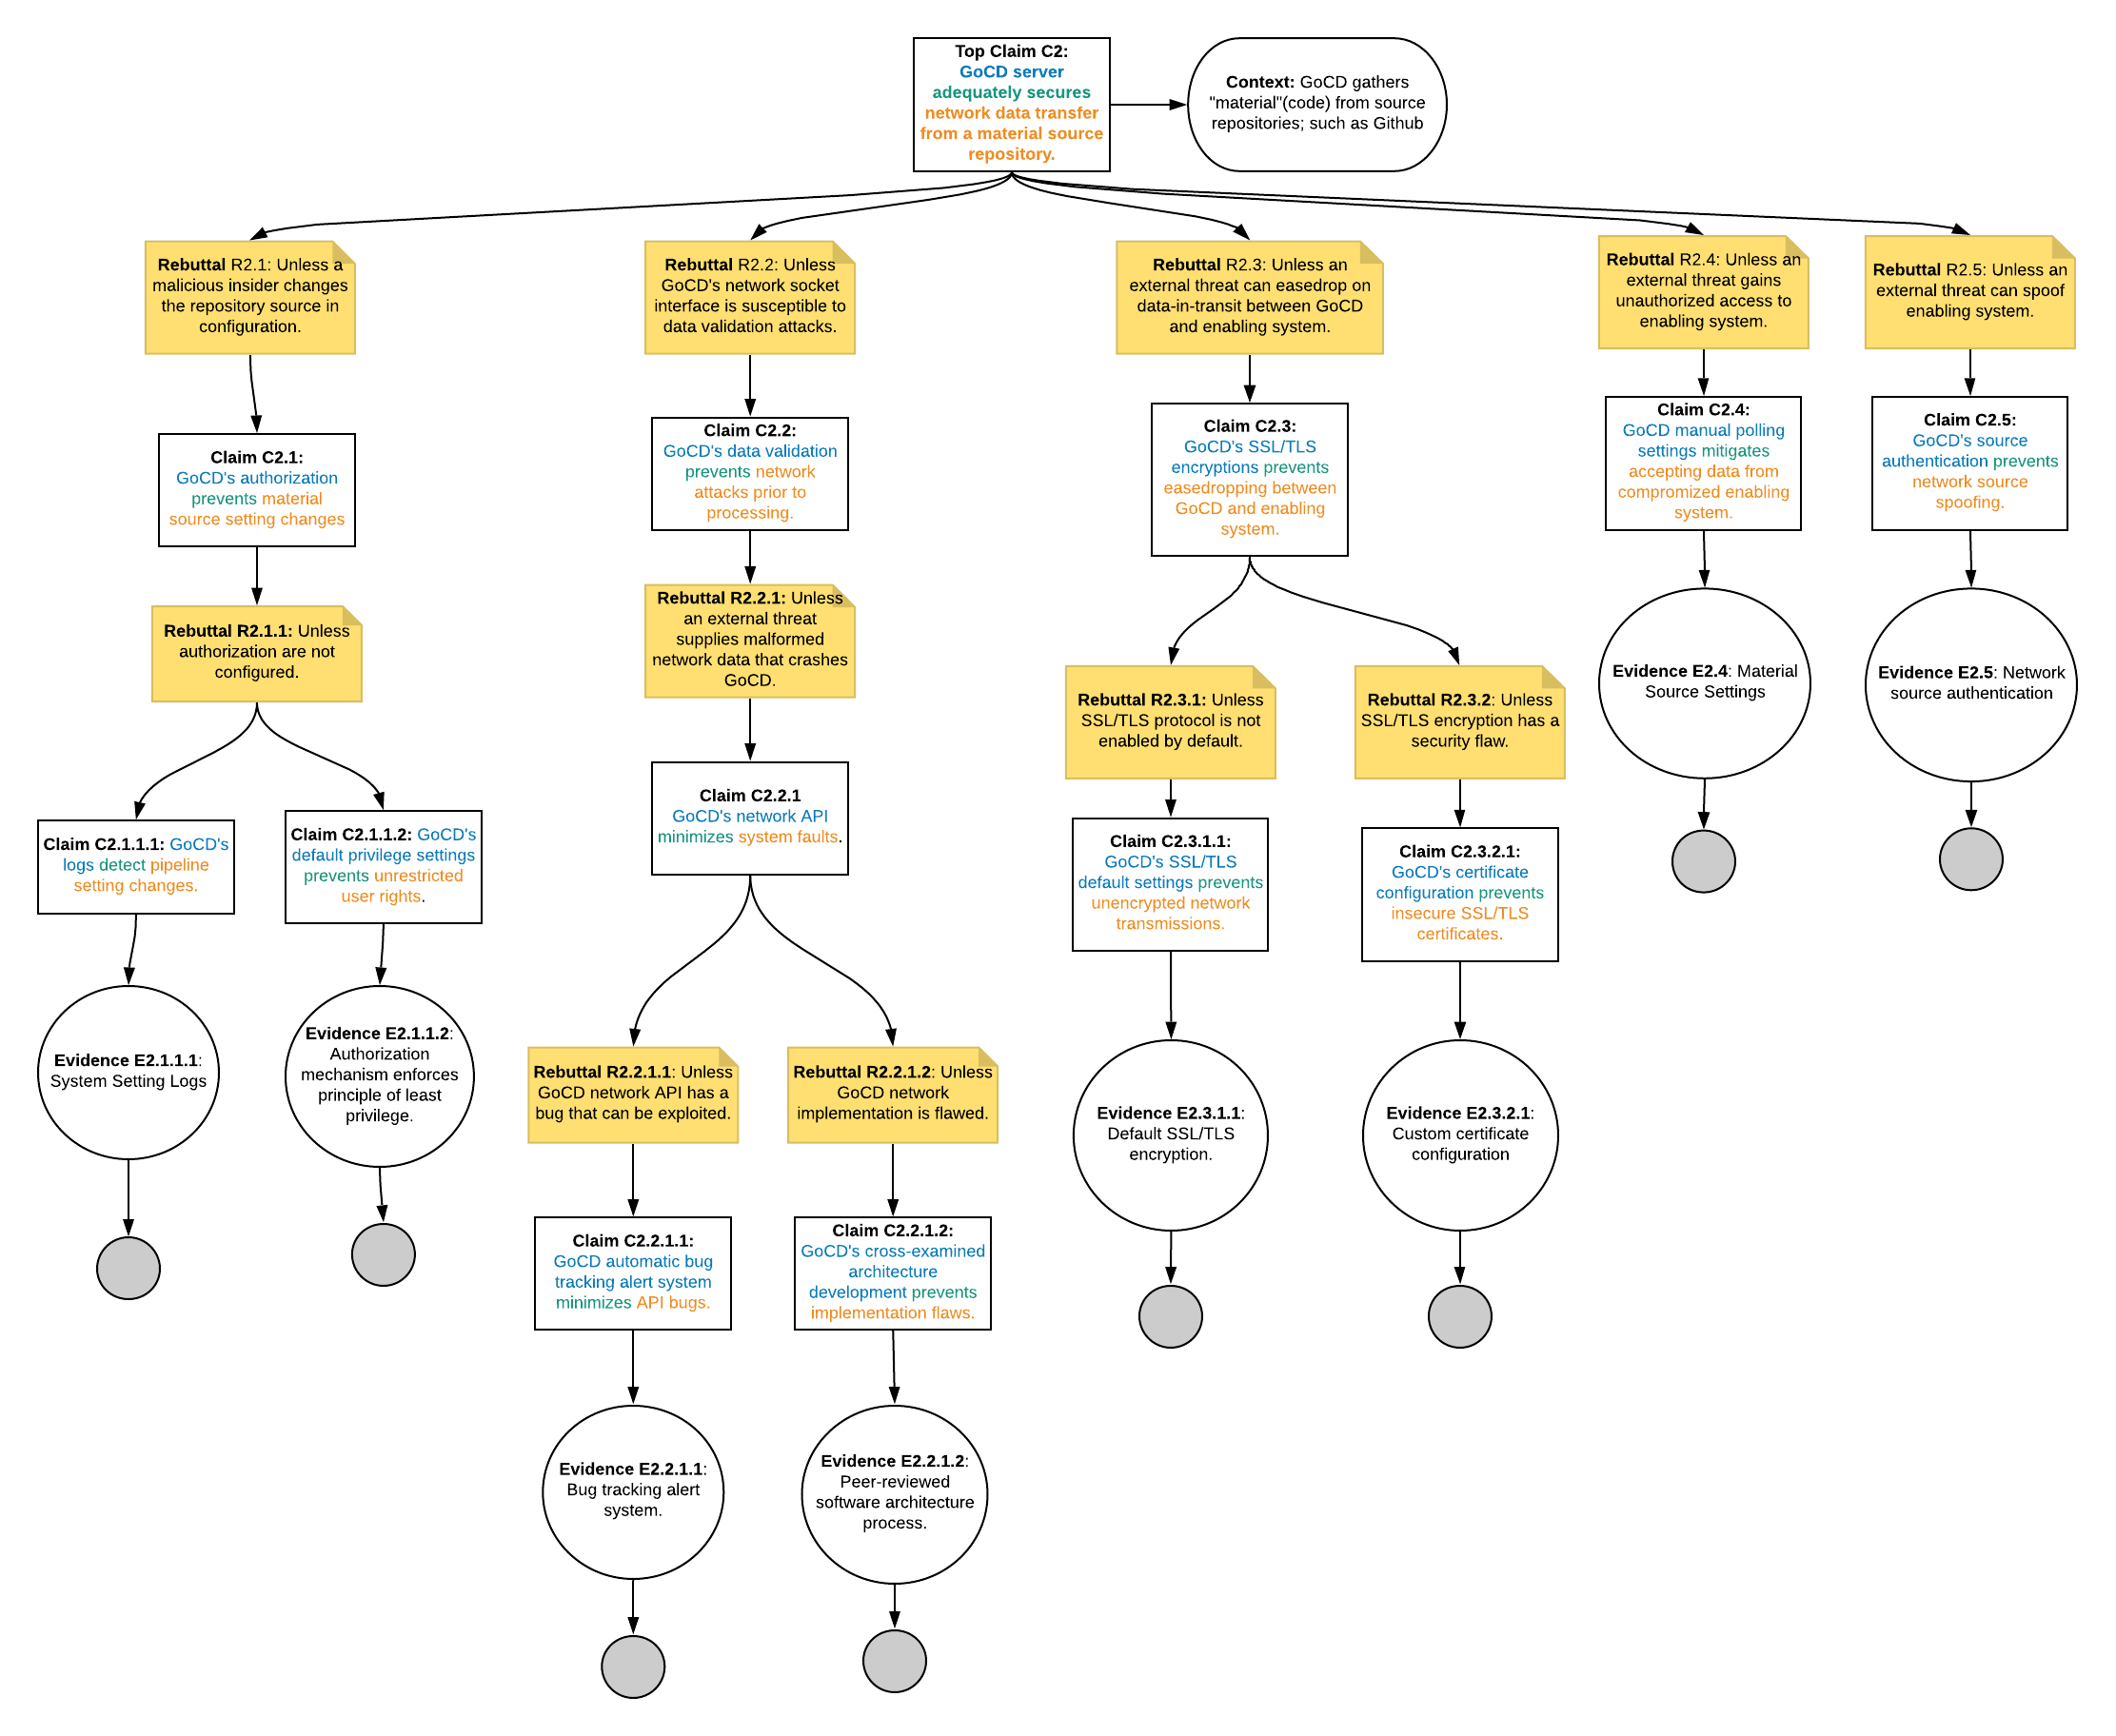 Top Claim C2:
GoCD server
adequately secures
network data transfer
from a material source
repository.
Context: GoCD gathers
"material"(code) from source
repositories; such as Github
Rebuttal R2.1: Unless a
malicious insider changes
the repository source in
configuration.
Rebuttal R2.2: Unless
GoCD's network socket
interface is susceptible to
data validation attacks.
Rebuttal R2.3: Unless an
external threat can easedrop on
data-in-transit between GoCD
and enabling system.
Rebuttal R2.4: Unless an
external threat gains
unauthorized access to
enabling system.
Rebuttal R2.5: Unless an
external threat can spoof
enabling system.
Claim C2.1:
GoCD's authorization
prevents material
source setting changes
Claim C2.2:
GoCD's data validation
prevents network
attacks prior to
processing.
Claim C2.3:
GoCD's SSL/TLS
encryptions prevents
easedropping between
GoCD and enabling
system.
Claim C2.4:
GoCD manual polling
settings mitigates
accepting data from
compromized enabling
system.
Claim C2.5:
GoCD's source
authentication prevents
network source
spoofing.
Rebuttal R2.1.1: Unless
authorization are not
configured.
Rebuttal R2.2.1: Unless
an external threat
supplies malformed
network data that crashes
GoCD.
Rebuttal R2.3.1: Unless
SSL/TLS protocol is not
enabled by default.
Rebuttal R2.3.2: Unless
SSL/TLS encryption has a
security flaw.
Evidence E2.4: Material
Source Settings
Evidence E2.5: Network
source authentication
Claim C2.1.1.1: GoCD's
logs detect pipeline
setting changes.
Claim C2.1.1.2: GoCD's
default privilege settings
prevents unrestricted
user rights.
Claim C2.2.1
GoCD's network API
minimizes system faults.
Claim C2.3.1.1:
GoCD's SSL/TLS
default settings prevents
unencrypted network
transmissions.
Claim C2.3.2.1:
GoCD's certificate
configuration prevents
insecure SSL/TLS
certificates.
Evidence E2.1.1.1:
System Setting Logs
Evidence E2.1.1.2:
Authorization
mechanism enforces
principle of least
privilege.
Rebuttal R2.2.1.1: Unless
GoCD network API has a
bug that can be exploited.
Rebuttal R2.2.1.2: Unless
GoCD network
implementation is flawed.
Evidence E2.3.1.1:
Default SSL/TLS
encryption.
Evidence E2.3.2.1:
Custom certificate
configuration
Claim C2.2.1.1:
GoCD automatic bug
tracking alert system
minimizes API bugs.
Claim C2.2.1.2:
GoCD's cross-examined
architecture
development prevents
implementation flaws.
Evidence E2.2.1.1:
Bug tracking alert
system.
Evidence E2.2.1.2:
Peer-reviewed
software architecture
process.